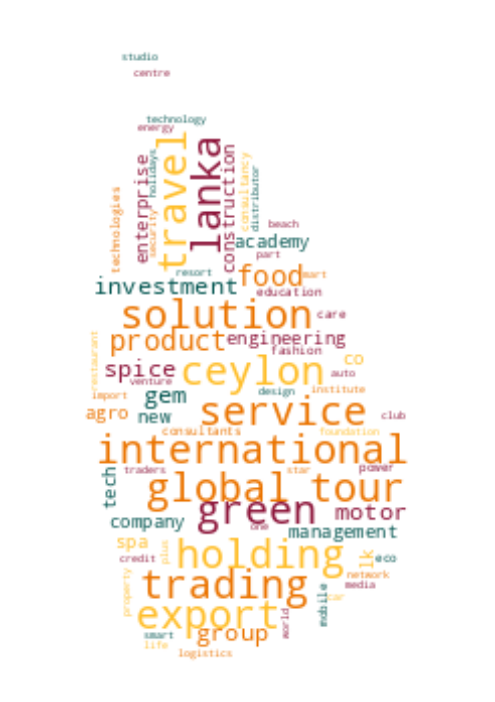 studio
centre
technology
energy
travel
lanka
enterprise
holidays
security
technologies
construction
consultancy
distributor
beach
academy
part
resort
food
mart
investment
education
solution
care
product
engineering
restaurant
fashion
co
spice
ceylon
auto
venture
import
gem
design
institute
agro
new
service
club
consultants
foundation
international
tech
traders
star
power
global
tour
green
motor
company
one
management
spa
plus
holding
lk
eco
credit
network
property
trading
media
mobile
car
export
world
smart
group
life
logistics